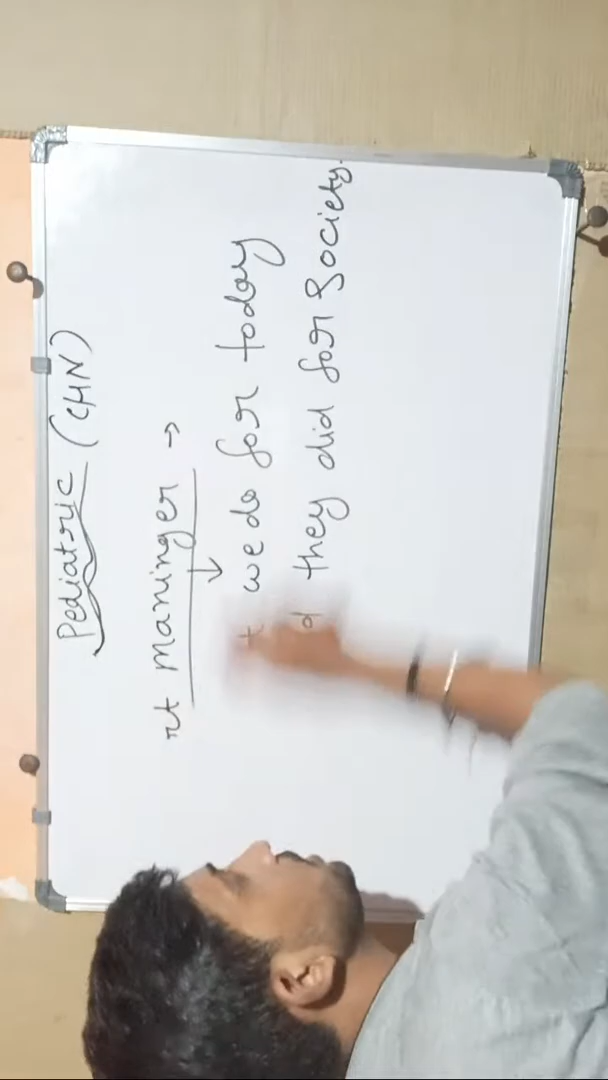 Pediatric (CHN)
rt Maninger →
we do for today
they did for Society.